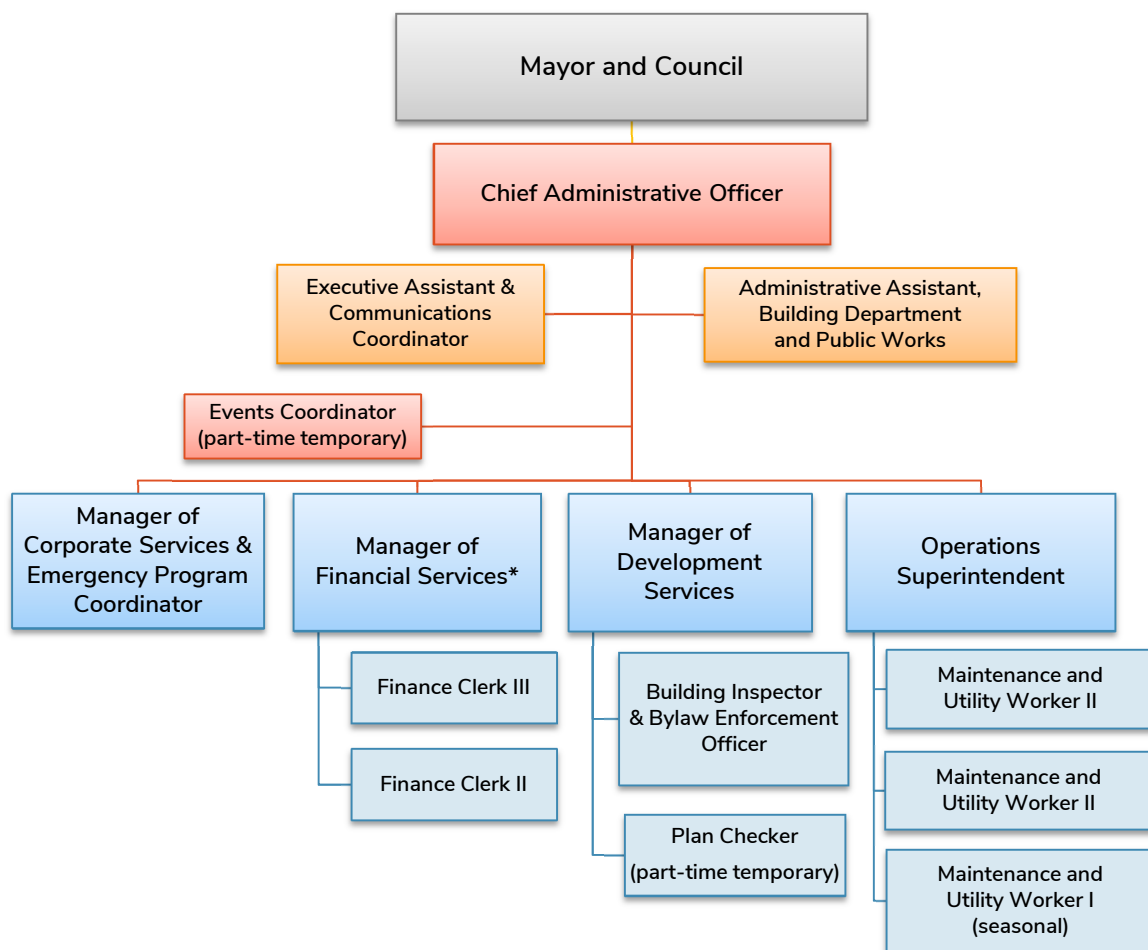 Mayor and Council
Chief Administrative Officer
Executive Assistant &
Communications
Coordinator
Administrative Assistant,
Building Department
and Public Works
Events Coordinator
(part-time temporary)
Manager of
Corporate Services &
Emergency Program
Coordinator
Manager of
Financial Services*
Manager of
Development
Services
Operations
Superintendent
Finance Clerk III
Finance Clerk II
Building Inspector
& Bylaw Enforcement
Officer
Plan Checker
(part-time temporary)
Maintenance and
Utility Worker II
Maintenance and
Utility Worker II
Maintenance and
Utility Worker I
(seasonal)